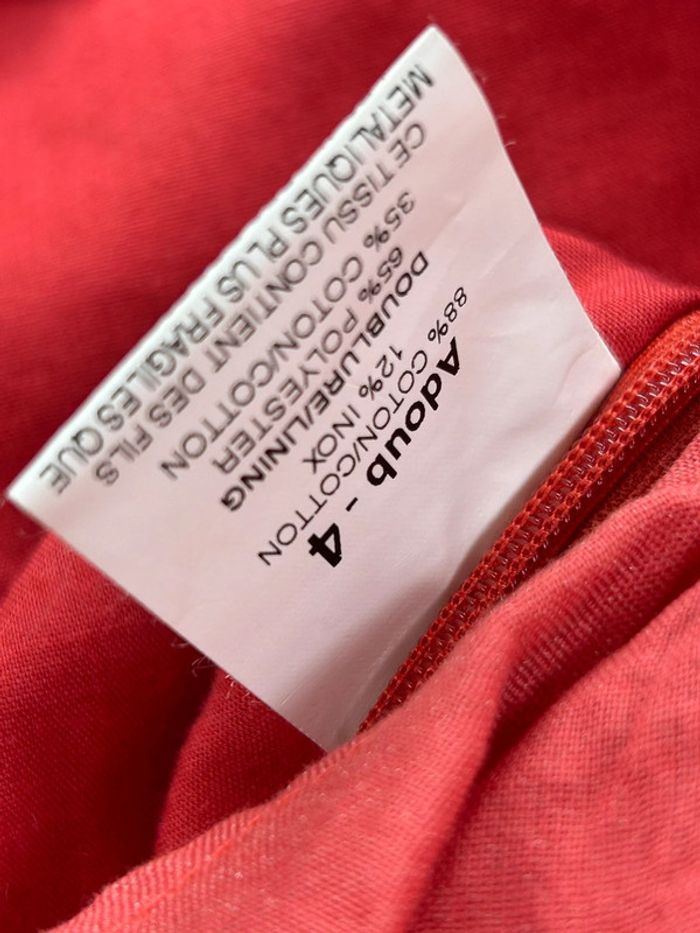 Adoub - 4
88% COTON/COTTON
12% INOX
DOUBLURE/LINING
65% POLYESTER
35% COTON/COTTON
CE TISSU CONTIENT DES FILS
METALIQUES PLUS FRAGILES QUE